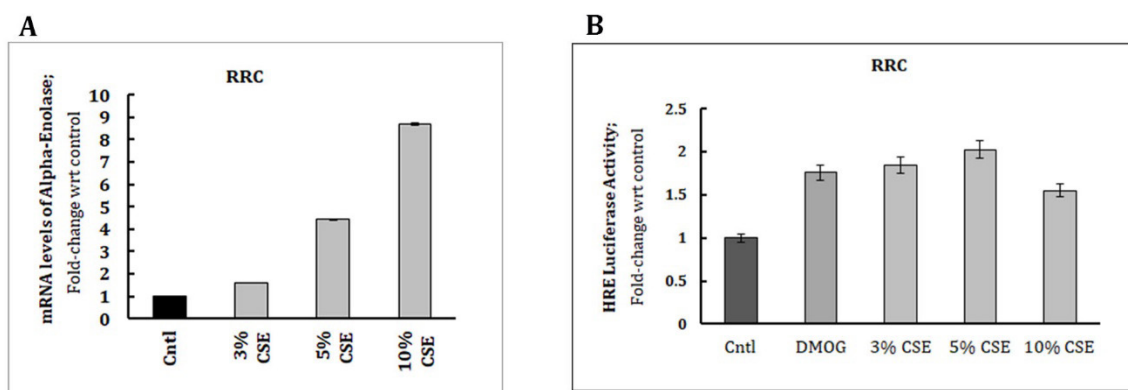 A
RRC
mRNA levels of Alpha-Enolase;
Fold-change wrt control
10
9
8
7
6
5
4
3
2
1
0
Cntl
3%
CSE
5%
CSE
10%
CSE
B
RRC
HRE Luciferase Activity;
Fold-change wrt control
2.5
2
1.5
1
0.5
0
Cntl DMOG 3% CSE 5% CSE 10% CSE